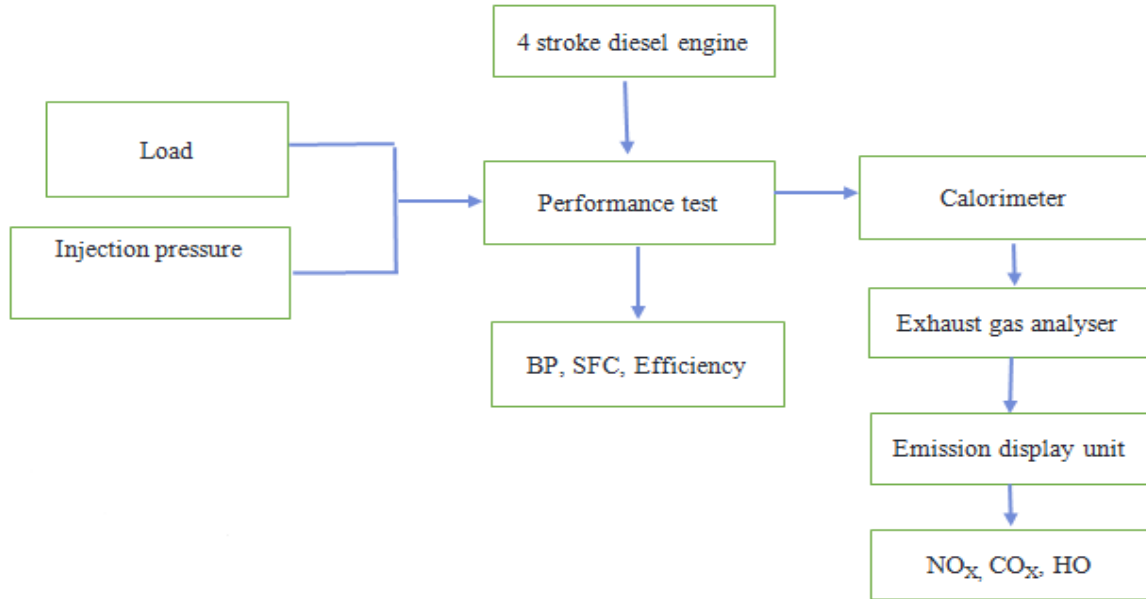 4 stroke diesel engine
Load
Injection pressure
Performance test
Calorimeter
BP, SFC, Efficiency
Exhaust gas analyser
Emission display unit
NOX, COX, HO